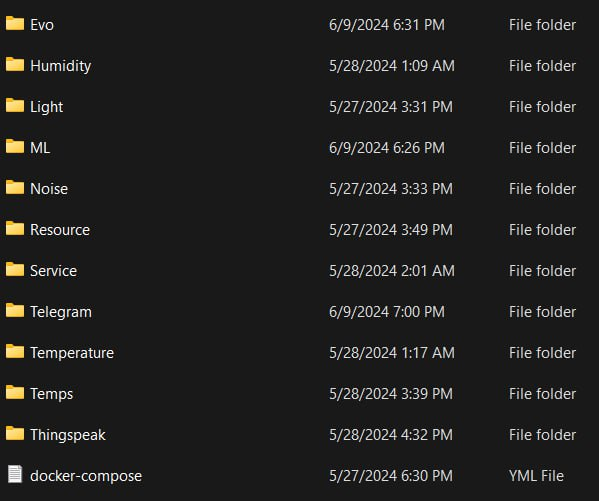 Evo 6/9/2024 6:31 PM File folder
Humidity 5/28/2024 1:09 AM File folder
Light 5/27/2024 3:31 PM File folder
ML 6/9/2024 6:26 PM File folder
Noise 5/27/2024 3:33 PM File folder
Resource 5/27/2024 3:49 PM File folder
Service 5/28/2024 2:01 AM File folder
Telegram 6/9/2024 7:00 PM File folder
Temperature 5/28/2024 1:17 AM File folder
Temps 5/28/2024 3:39 PM File folder
Thingspeak 5/28/2024 4:32 PM File folder
docker-compose 5/27/2024 6:30 PM YML File